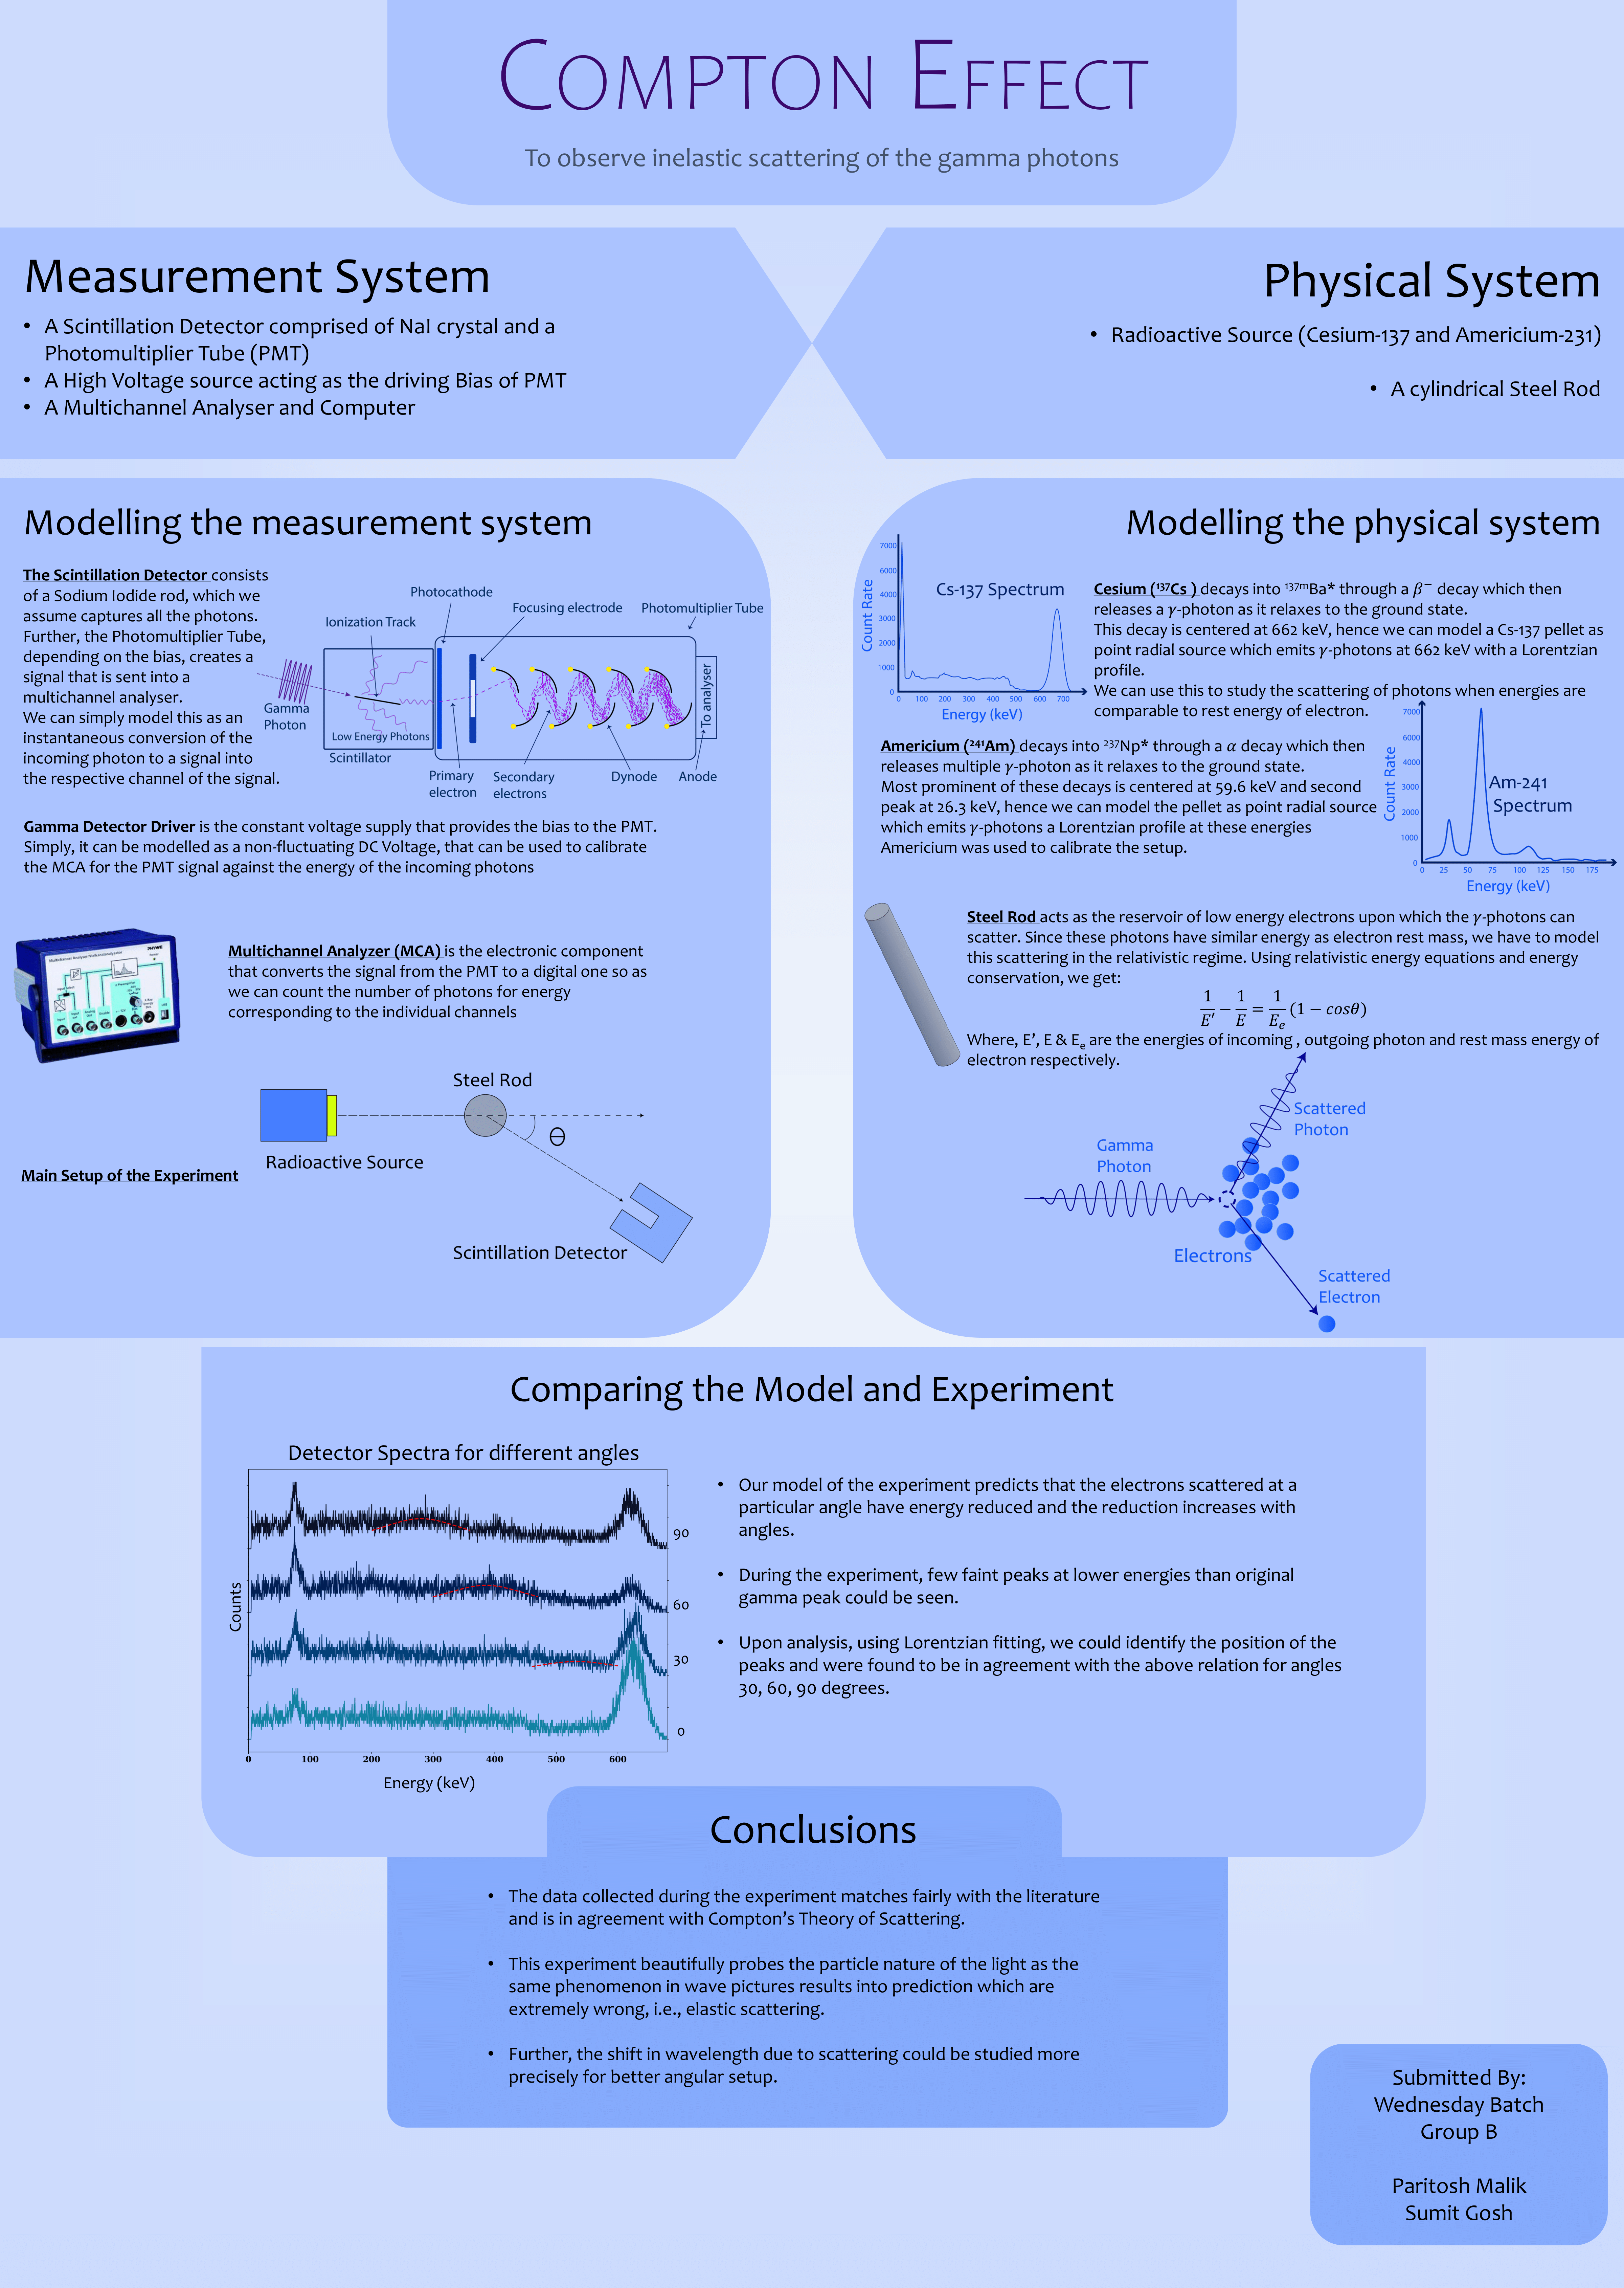 COMPTON EFFECT
To observe inelastic scattering of the gamma photons
Measurement System
• A Scintillation Detector comprised of NaI crystal and a
Photomultiplier Tube (PMT)
• A High Voltage source acting as the driving Bias of PMT
• A Multichannel Analyser and Computer
Physical System
• Radioactive Source (Cesium-137 and Americium-231)
• A cylindrical Steel Rod
Modelling the measurement system
The Scintillation Detector consists
of a Sodium Iodide rod, which we
assume captures all the photons.
Further, the Photomultiplier Tube,
depending on the bias, creates a
signal that is sent into a
multichannel analyser.
We can simply model this as an
instantaneous conversion of the
incoming photon to a signal into
the respective channel of the signal.
Photocathode
Focusing electrode
Photomultiplier Tube
Ionization Track
Gamma
Photon
Low Energy Photons
Scintillator
To analyser
Primary
electron
Secondary
electrons
Dynode
Anode
Gamma Detector Driver is the constant voltage supply that provides the bias to the PMT.
Simply, it can be modelled as a non-fluctuating DC Voltage, that can be used to calibrate
the MCA for the PMT signal against the energy of the incoming photons
Multichannel Analyzer (MCA) is the electronic component
that converts the signal from the PMT to a digital one so as
we can count the number of photons for energy
corresponding to the individual channels
PHYWE
Steel Rod
Θ
Radioactive Source
Main Setup of the Experiment
Scintillation Detector
Modelling the physical system
7000
6000
4000
3000
2000
1000
0
Count Rate
Cs-137 Spectrum
0 100 200 300 400 500 600 700
Energy (keV)
Cesium (¹³⁷Cs ) decays into ¹³⁷ᵐBa* through a β⁻ decay which then
releases a γ-photon as it relaxes to the ground state.
This decay is centered at 662 keV, hence we can model a Cs-137 pellet as
point radial source which emits γ-photons at 662 keV with a Lorentzian
profile.
We can use this to study the scattering of photons when energies are
comparable to rest energy of electron.
Americium (²⁴¹Am) decays into ²³⁷Np* through a α decay which then
releases multiple γ-photon as it relaxes to the ground state.
Most prominent of these decays is centered at 59.6 keV and second
peak at 26.3 keV, hence we can model the pellet as point radial source
which emits γ-photons a Lorentzian profile at these energies
Americium was used to calibrate the setup.
7000
6000
4000
3000
2000
1000
0
Count Rate
Am-241
Spectrum
0 25 50 75 100 125 150 175
Energy (keV)
Steel Rod acts as the reservoir of low energy electrons upon which the γ-photons can
scatter. Since these photons have similar energy as electron rest mass, we have to model
this scattering in the relativistic regime. Using relativistic energy equations and energy
conservation, we get:
1/E′ − 1/E = 1/Eₑ (1 − cosθ)
Where, E’, E & Eₑ are the energies of incoming , outgoing photon and rest mass energy of
electron respectively.
Scattered
Photon
Gamma
Photon
Electrons
Scattered
Electron
Comparing the Model and Experiment
Detector Spectra for different angles
Counts
90
60
30
0
0 100 200 300 400 500 600
Energy (keV)
• Our model of the experiment predicts that the electrons scattered at a
particular angle have energy reduced and the reduction increases with
angles.
• During the experiment, few faint peaks at lower energies than original
gamma peak could be seen.
• Upon analysis, using Lorentzian fitting, we could identify the position of the
peaks and were found to be in agreement with the above relation for angles
30, 60, 90 degrees.
Conclusions
• The data collected during the experiment matches fairly with the literature
and is in agreement with Compton’s Theory of Scattering.
• This experiment beautifully probes the particle nature of the light as the
same phenomenon in wave pictures results into prediction which are
extremely wrong, i.e., elastic scattering.
• Further, the shift in wavelength due to scattering could be studied more
precisely for better angular setup.
Submitted By:
Wednesday Batch
Group B
Paritosh Malik
Sumit Gosh